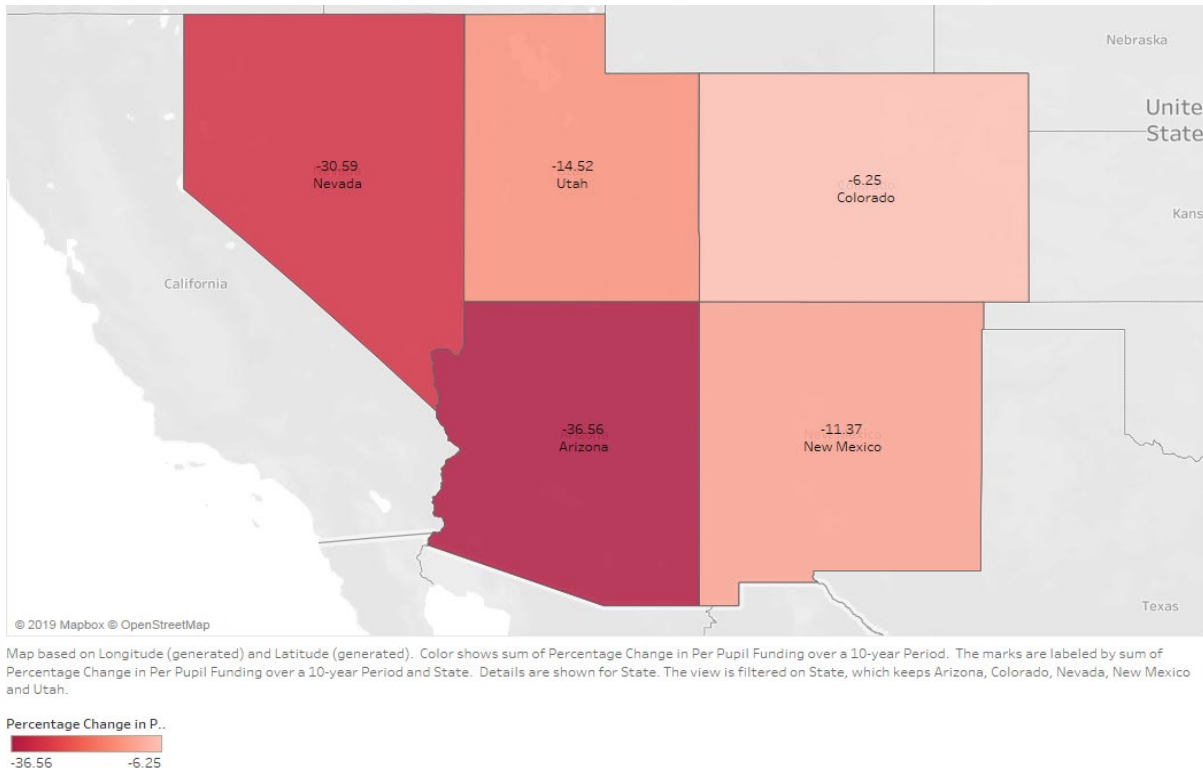 Nebraska
Unite
State
-30.59
Nevada
-14.52
Utah
-6.25
Colorado
Kans
California
-36.56
Arizona
-11.37
New Mexico
Texas
© 2019 Mapbox © OpenStreetMap
Map based on Longitude (generated) and Latitude (generated). Color shows sum of Percentage Change in Per Pupil Funding over a 10-year Period. The marks are labeled by sum of
Percentage Change in Per Pupil Funding over a 10-year Period and State. Details are shown for State. The view is filtered on State, which keeps Arizona, Colorado, Nevada, New Mexico
and Utah.
Percentage Change in P..
-36.56 -6.25